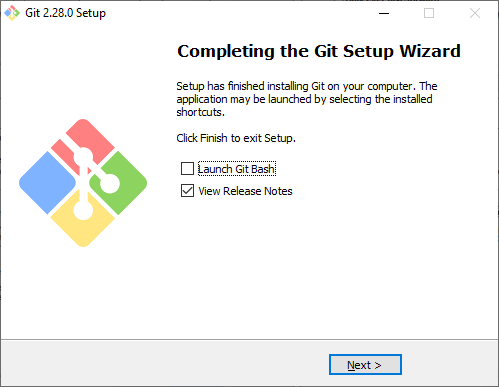 Git 2.28.0 Setup
Completing the Git Setup Wizard
Setup has finished installing Git on your computer. The
application may be launched by selecting the installed
shortcuts.
Click Finish to exit Setup.
Launch Git Bash
View Release Notes
Next >